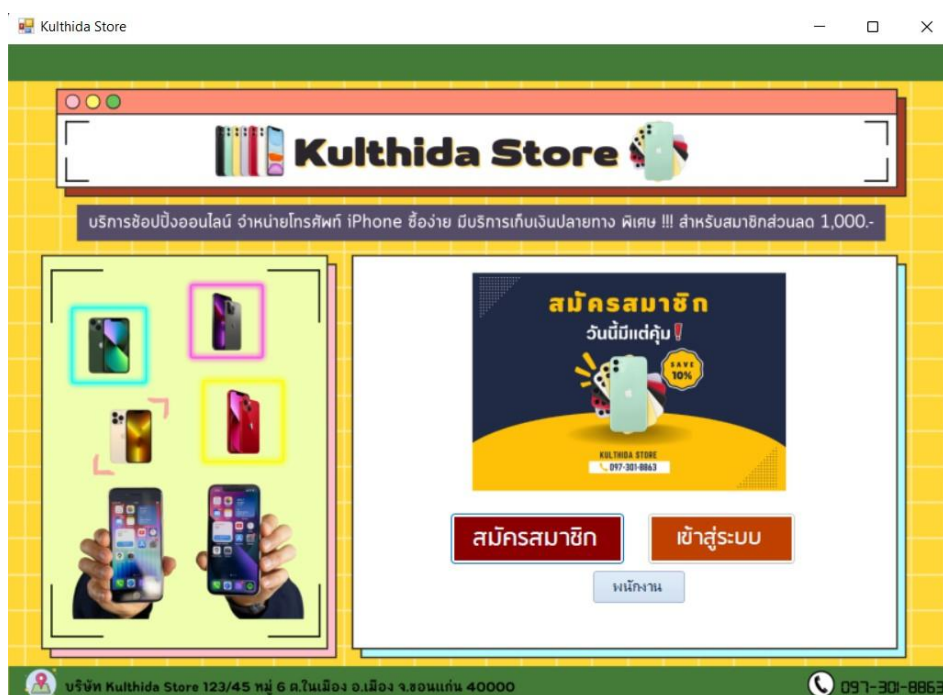 Kulthida Store
Kulthida Store
บริการช้อปปิ้งออนไลน์ จำหน่ายโทรศัพท์ iPhone ซื้อง่าย มีบริการเก็บเงินปลายทาง พิเศษ !!! สำหรับสมาชิกส่วนลด 1,000.-
สมัครสมาชิก
วันนี้มีแต่คุ้ม❗
SAVE
10%
KULTHIDA STORE
097-301-8863
สมัครสมาชิก
เข้าสู่ระบบ
พนักงาน
บริษัท Kulthida Store 123/45 หมู่ 6 ต.ในเมือง อ.เมือง จ.ขอนแก่น 40000
097-301-8863